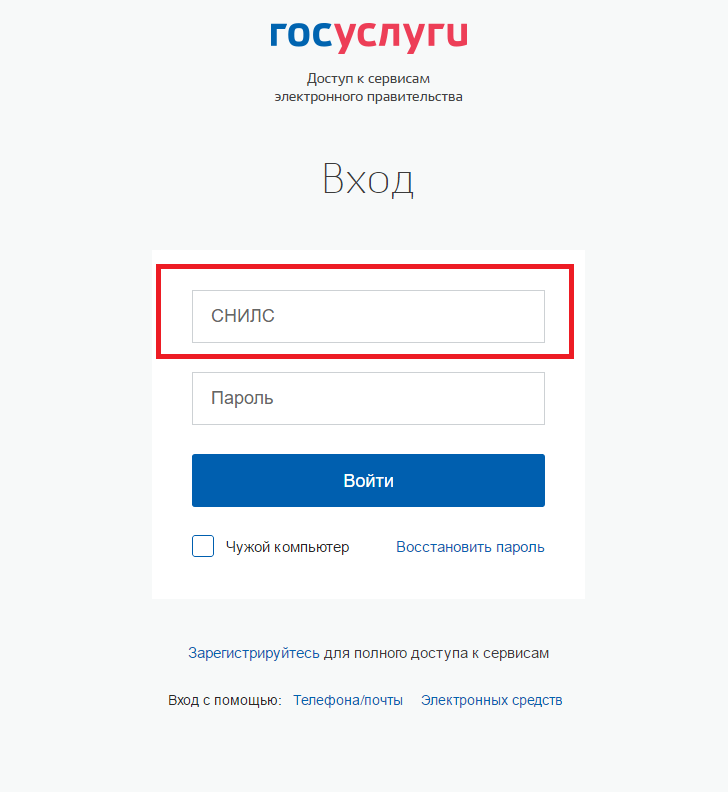 госуслуги
Доступ к сервисам
электронного правительства
Вход
СНИЛС
Пароль
Войти
Чужой компьютер Восстановить пароль
Зарегистрируйтесь для полного доступа к сервисам
Вход с помощью: Телефона/почты Электронных средств